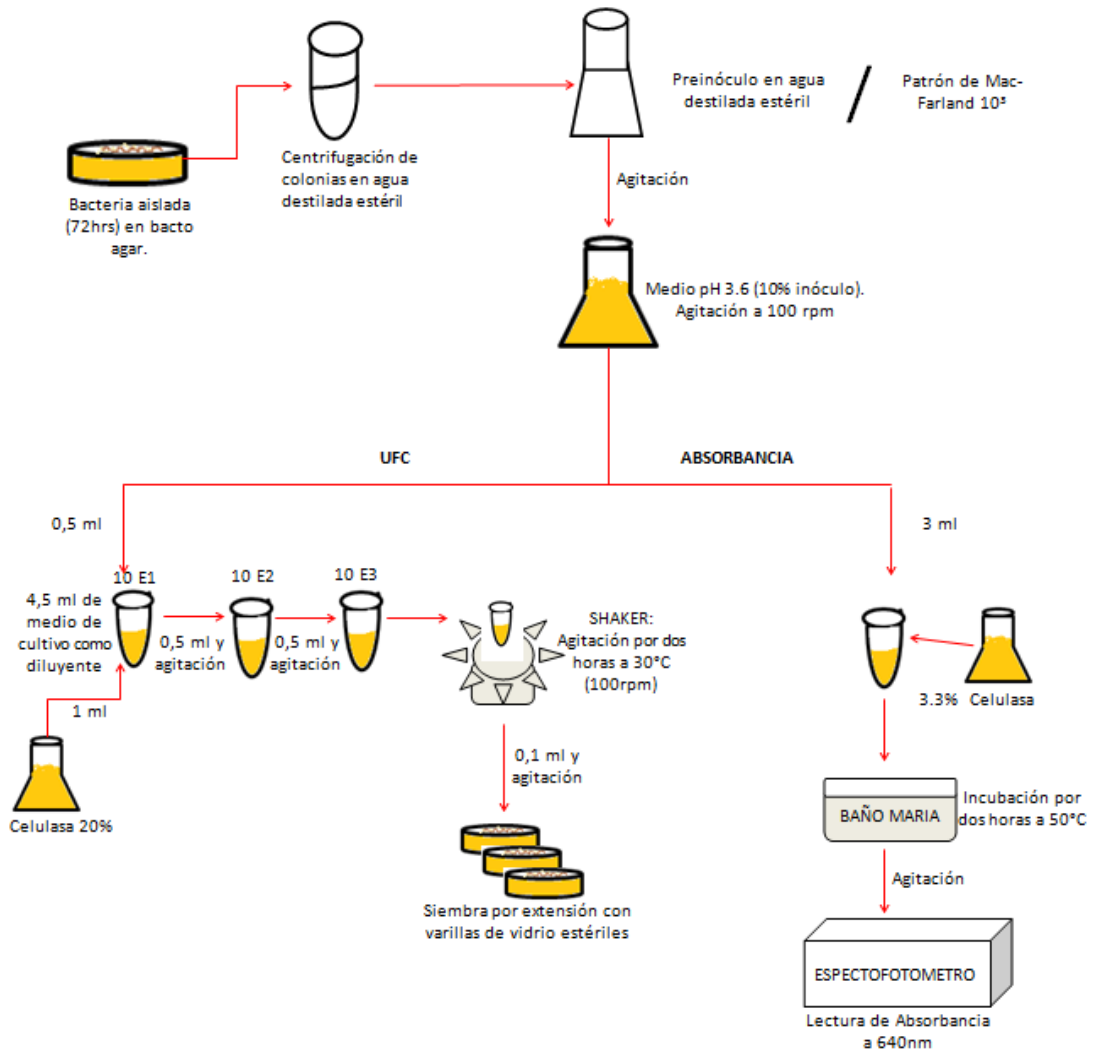 Preinóculo en agua
destilada estéril
Patrón de Mac-
Farland 10³
Centrifugación de
colonias en agua
destilada estéril
Bacteria aislada
(72hrs) en bacto
agar.
Agitación
Medio pH 3.6 (10% inóculo).
Agitación a 100 rpm
UFC
ABSORBANCIA
0,5 ml
3 ml
10 E1
10 E2
10 E3
4,5 ml de
medio de
cultivo como
diluyente
0,5 ml y
agitación
0,5 ml y
agitación
SHAKER:
Agitación por dos
horas a 30°C
(100rpm)
1 ml
Celulasa 20%
0,1 ml y
agitación
Siembra por extensión con
varillas de vidrio estériles
3.3% Celulasa
BAÑO MARIA
Incubación por
dos horas a 50°C
Agitación
ESPECTOFOTOMETRO
Lectura de Absorbancia
a 640nm